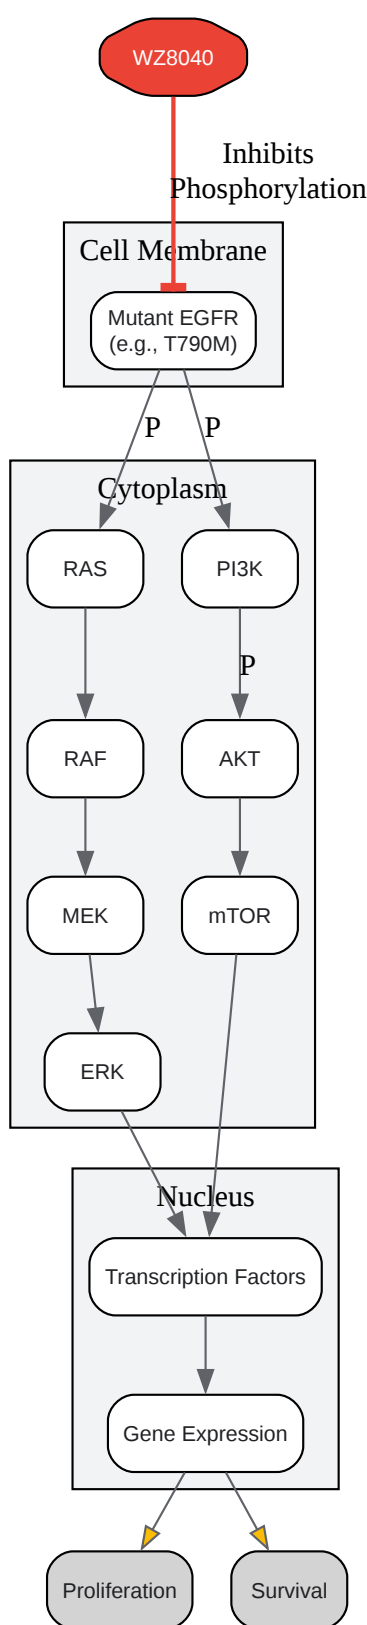 WZ8040
Inhibits
Phosphorylation
Cell Membrane
Mutant EGFR
(e.g., T790M)
P P
Cytoplasm
RAS PI3K
P
RAF AKT
MEK mTOR
ERK
Nucleus
Transcription Factors
Gene Expression
Proliferation Survival